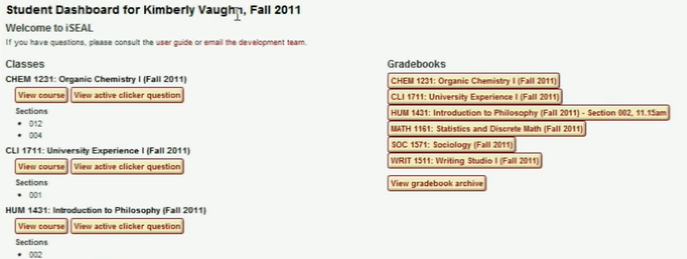 Student Dashboard for Kimberly Vaughn, Fall 2011
Welcome to iSEAL
If you have questions, please consult the user guide or email the development team.
Classes
CHEM 1231: Organic Chemistry I (Fall 2011)
View course View active clicker question
Sections
• 012
• 004
CLI 1711: University Experience I (Fall 2011)
View course View active clicker question
Sections
• 001
HUM 1431: Introduction to Philosophy (Fall 2011)
View course View active clicker question
Sections
• 002
Gradebooks
CHEM 1231: Organic Chemistry I (Fall 2011)
CLI 1711: University Experience I (Fall 2011)
HUM 1431: Introduction to Philosophy (Fall 2011) - Section 002, 11.15am
MATH 1161: Statistics and Discrete Math (Fall 2011)
SOC 1571: Sociology (Fall 2011)
WRIT 1511: Writing Studio I (Fall 2011)
View gradebook archive